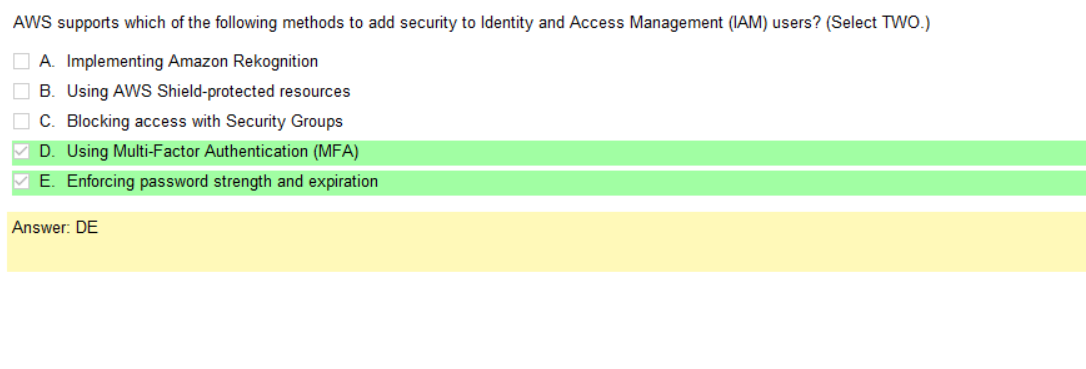 AWS supports which of the following methods to add security to Identity and Access Management (IAM) users? (Select TWO.)
A. Implementing Amazon Rekognition
B. Using AWS Shield-protected resources
C. Blocking access with Security Groups
D. Using Multi-Factor Authentication (MFA)
E. Enforcing password strength and expiration
Answer: DE